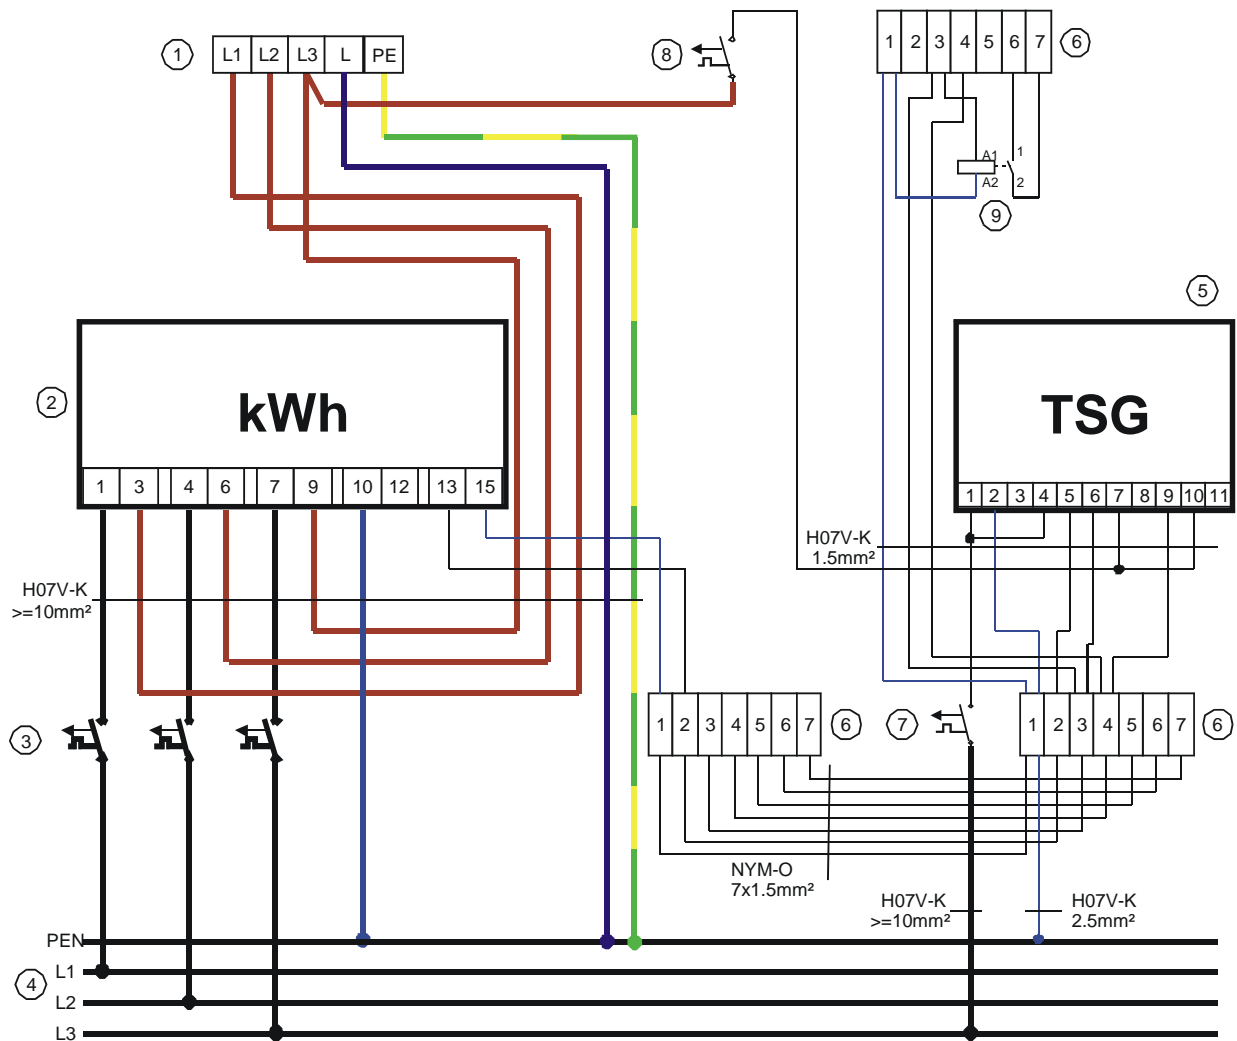 1 L1 L2 L3 L PE 8 1 2 3 4 5 6 7 6
A1 1
A2 2
9
5
2 kWh TSG
1 3 4 6 7 9 10 12 13 15 1 2 3 4 5 6 7 8 9 10 11
H07V-K
1.5mm²
H07V-K
>=10mm²
3 1 2 3 4 5 6 7 6 7 1 2 3 4 5 6 7 6
NYM-O
7x1.5mm²
H07V-K
>=10mm²
H07V-K
2.5mm²
PEN
4 L1
L2
L3